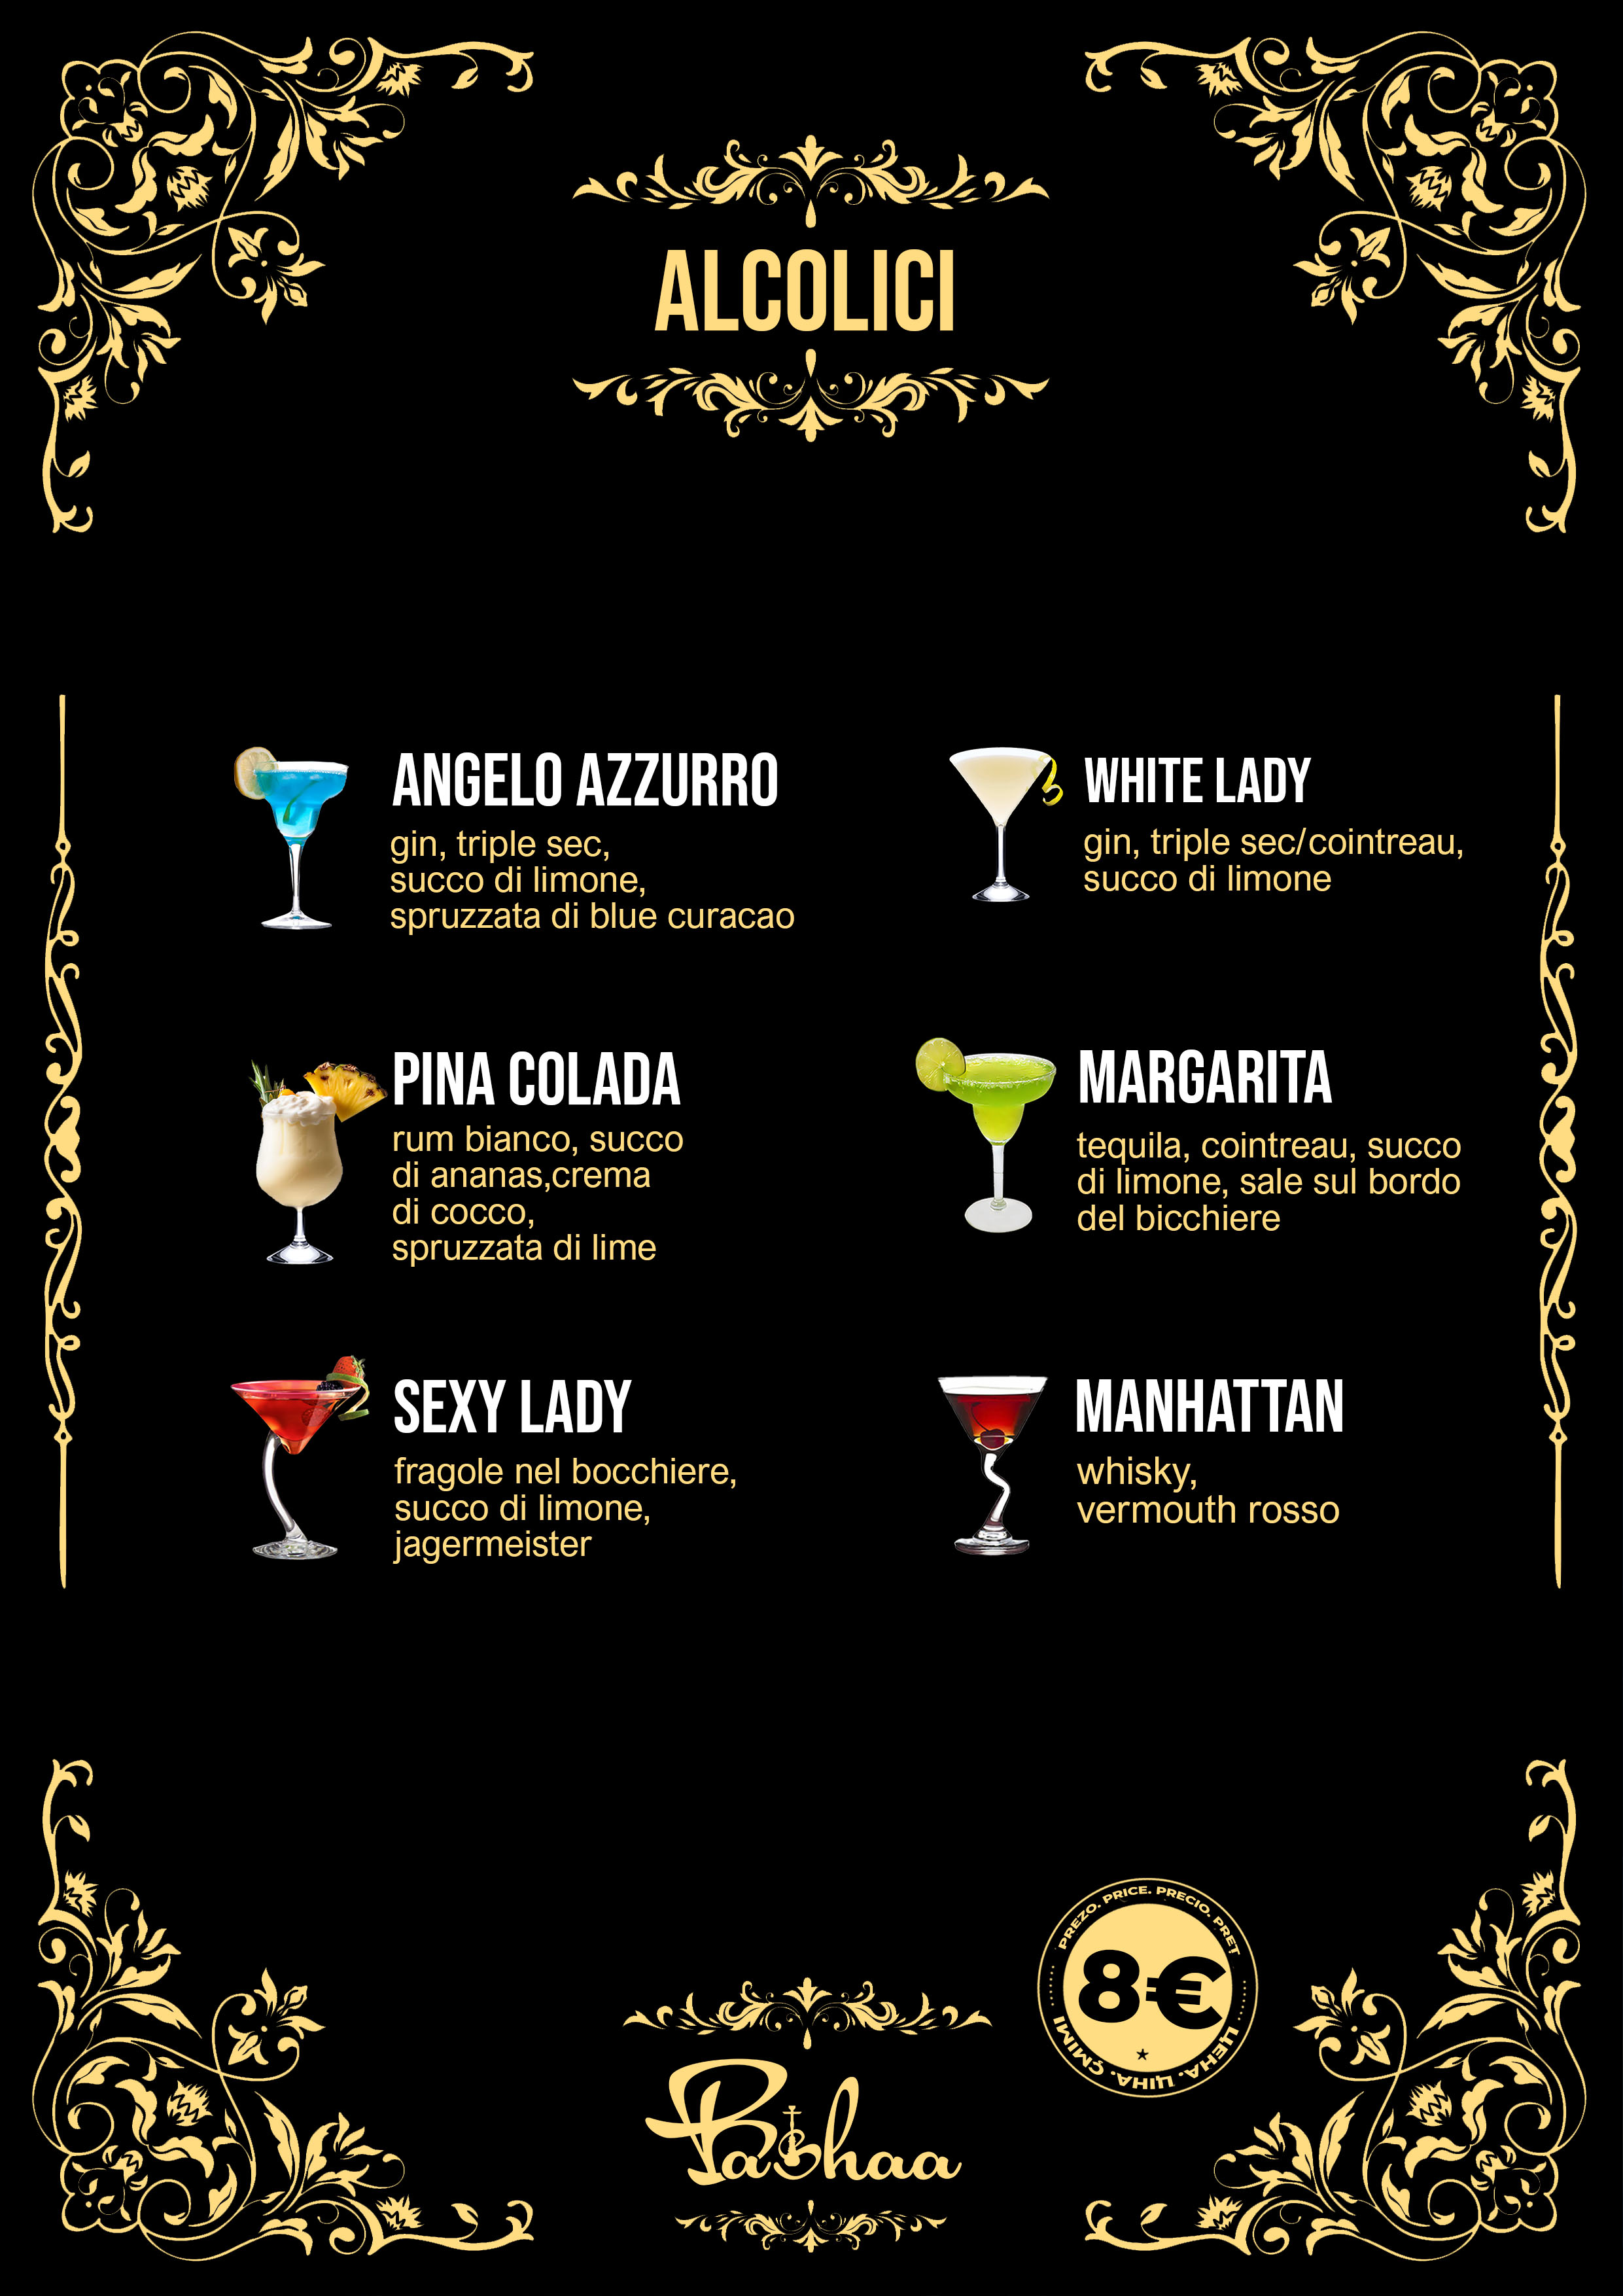 ALCOLICI
ANGELO AZZURRO
gin, triple sec,
succo di limone,
spruzzata di blue curacao
WHITE LADY
gin, triple sec/cointreau,
succo di limone
PINA COLADA
rum bianco, succo
di ananas,crema
di cocco,
spruzzata di lime
MARGARITA
tequila, cointreau, succo
di limone, sale sul bordo
del bicchiere
SEXY LADY
fragole nel bocchiere,
succo di limone,
jagermeister
MANHATTAN
whisky,
vermouth rosso
PREZO. PRICE. PRECIO. PRET
8€
ЦЕНА. ЦІНА. ÇMIMI
Pashaa